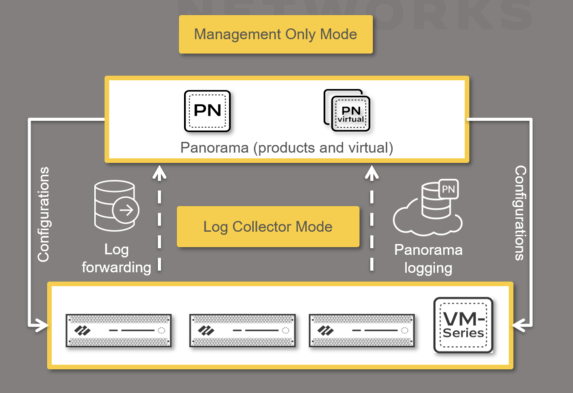 NETWORKS
Management Only Mode
PN
PN
virtual
Panorama (products and virtual)
Configurations
Configurations
Log
forwarding
Log Collector Mode
PN
Panorama
logging
VM-
Series